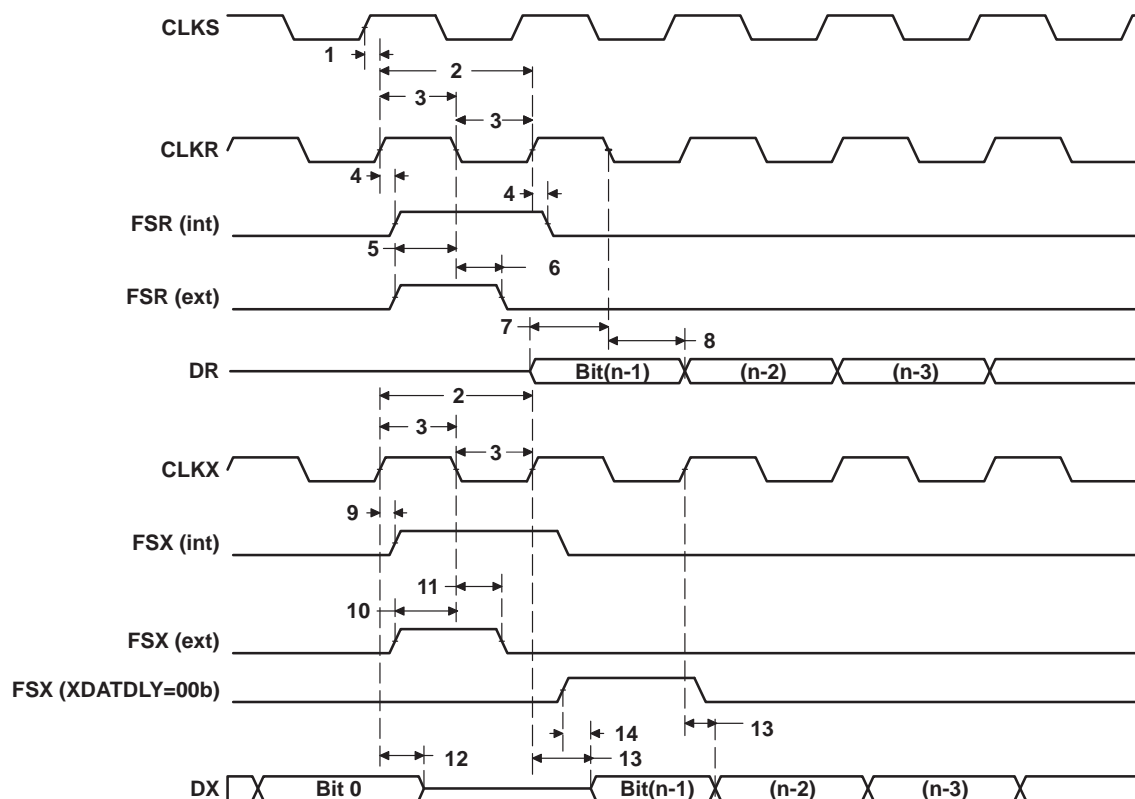 CLKS
1
2
3
3
CLKR
4
4
FSR (int)
5
6
FSR (ext)
7
8
DR
Bit(n-1)
(n-2)
(n-3)
2
3
3
CLKX
9
FSX (int)
11
10
FSX (ext)
FSX (XDATDLY=00b)
14
13
12
13
DX
Bit 0
Bit(n-1)
(n-2)
(n-3)